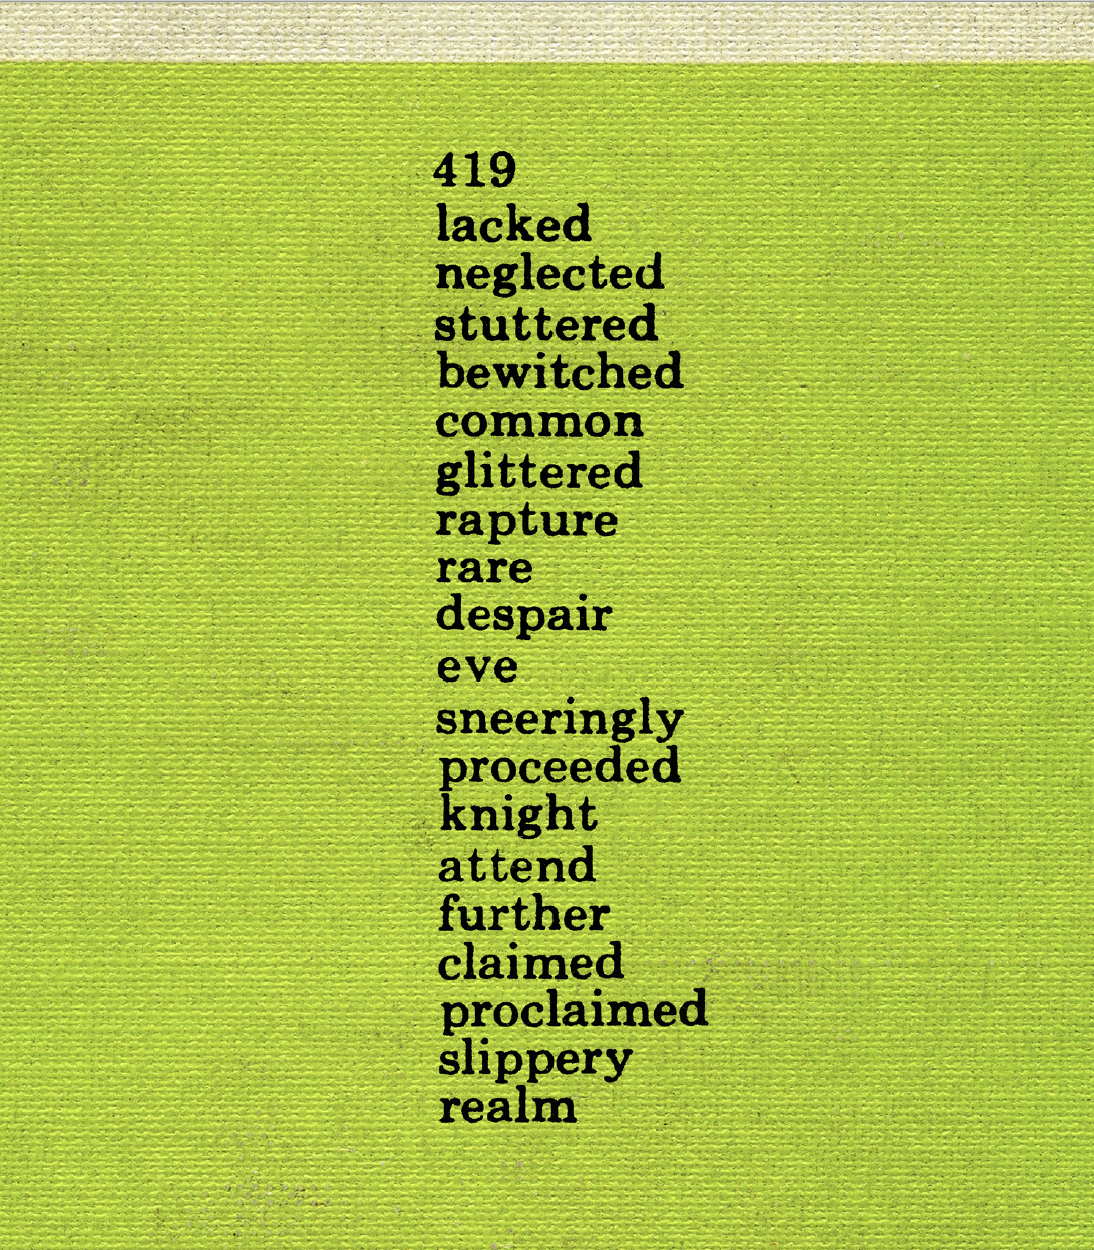 419
lacked
neglected
stuttered
bewitched
common
glittered
rapture
rare
despair
eve
sneeringly
proceeded
knight
attend
further
claimed
proclaimed
slippery
realm